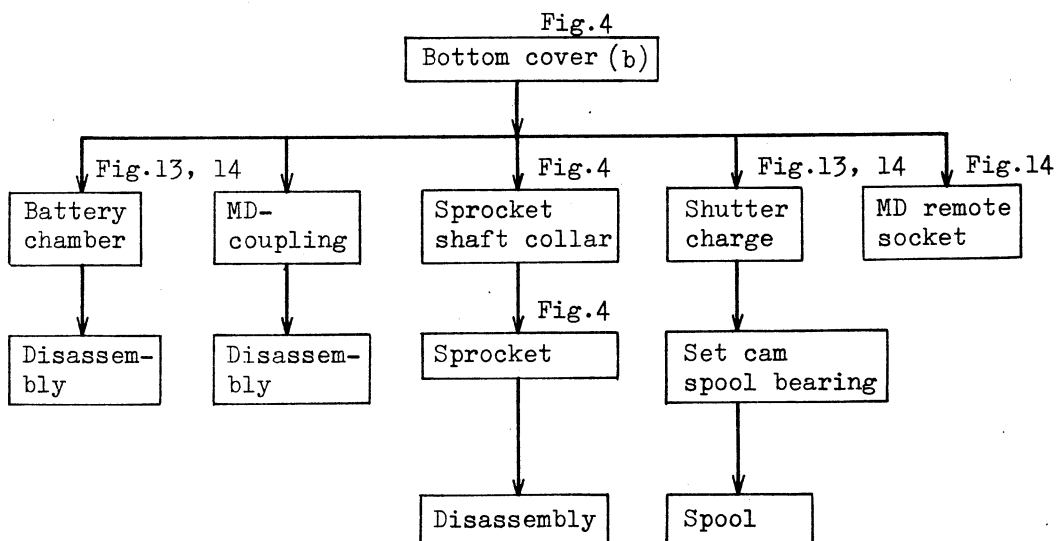 Fig.4
Bottom cover (b)
Fig.13, 14
Fig.4
Fig.13, 14
Fig.14
Battery
chamber
MD-
coupling
Sprocket
shaft collar
Shutter
charge
MD remote
socket
Fig.4
Disassem-
bly
Disassem-
bly
Sprocket
Set cam
spool bearing
Disassembly
Spool